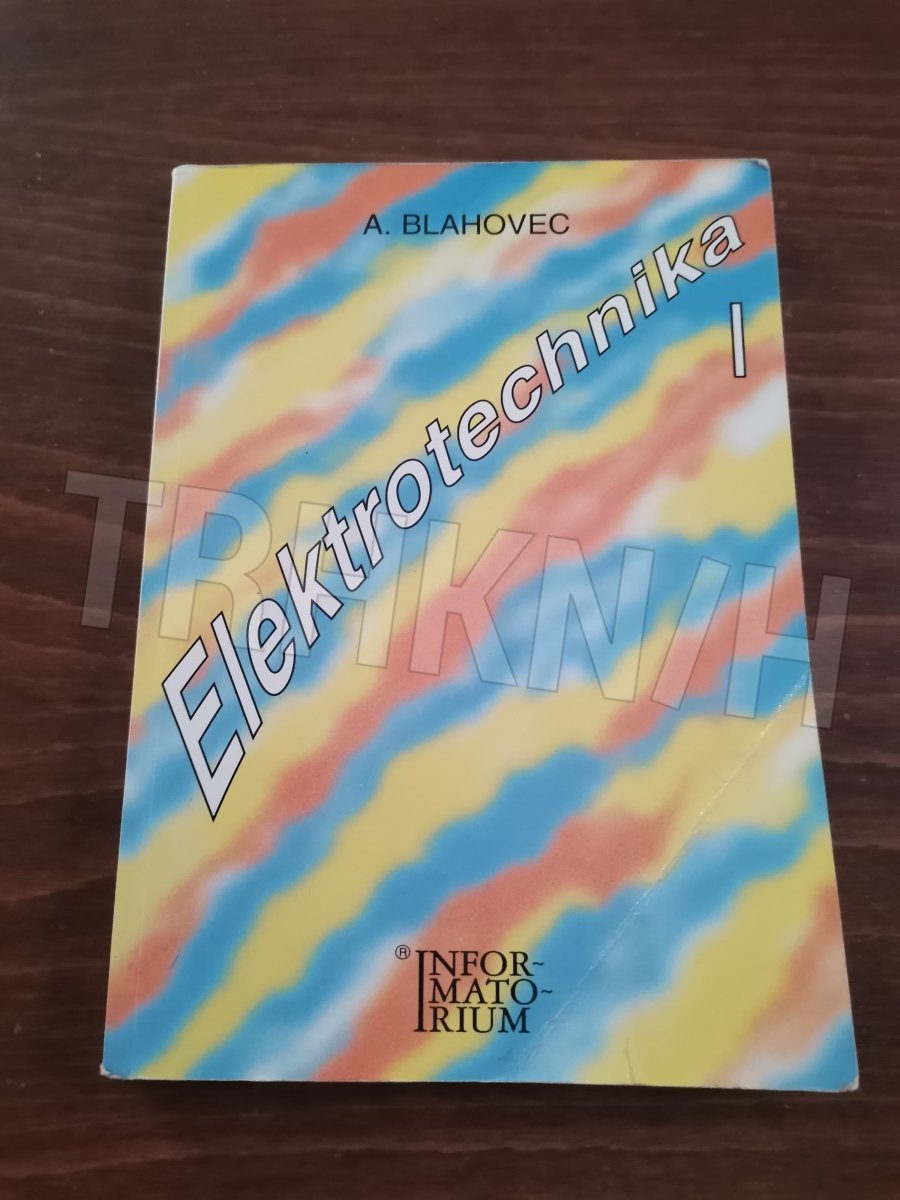 A. BLAHOVEC
Elektrotechnika
I
TRHKNIH
® INFOR~
MATO~
RIUM